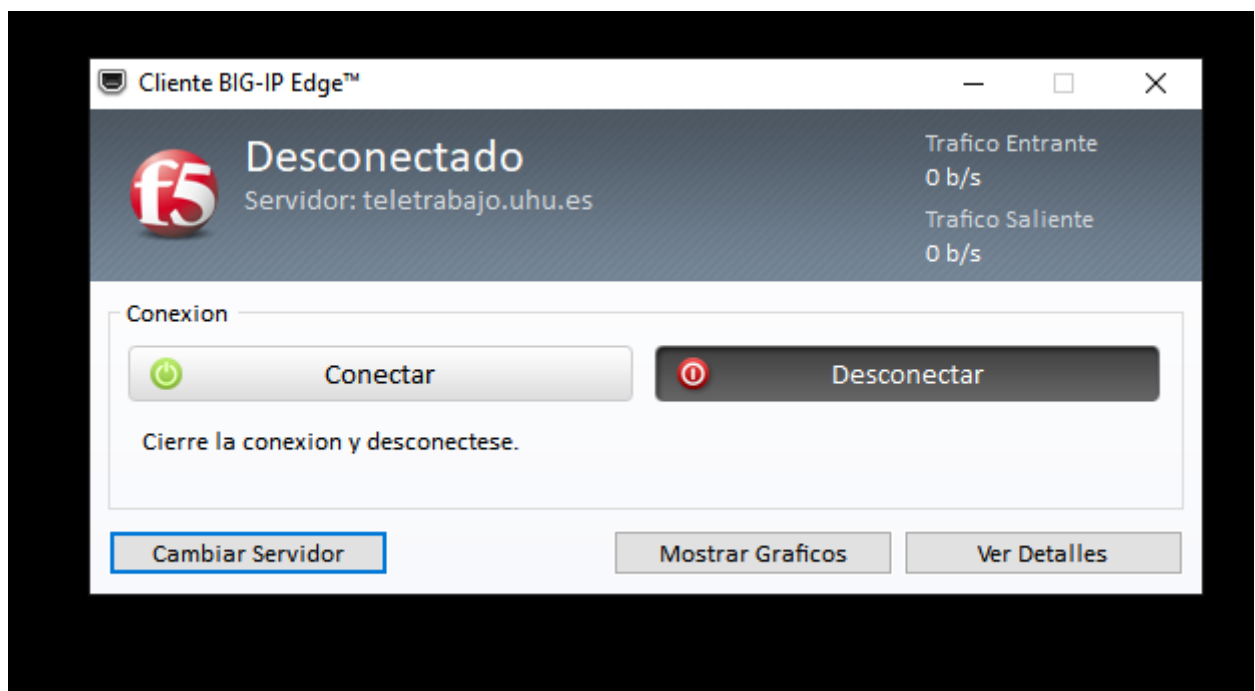 Cliente BIG-IP Edge™
f5
Desconectado
Servidor: teletrabajo.uhu.es
Trafico Entrante
0 b/s
Trafico Saliente
0 b/s
Conexion
Conectar
Desconectar
Cierre la conexion y desconectese.
Cambiar Servidor
Mostrar Graficos
Ver Detalles